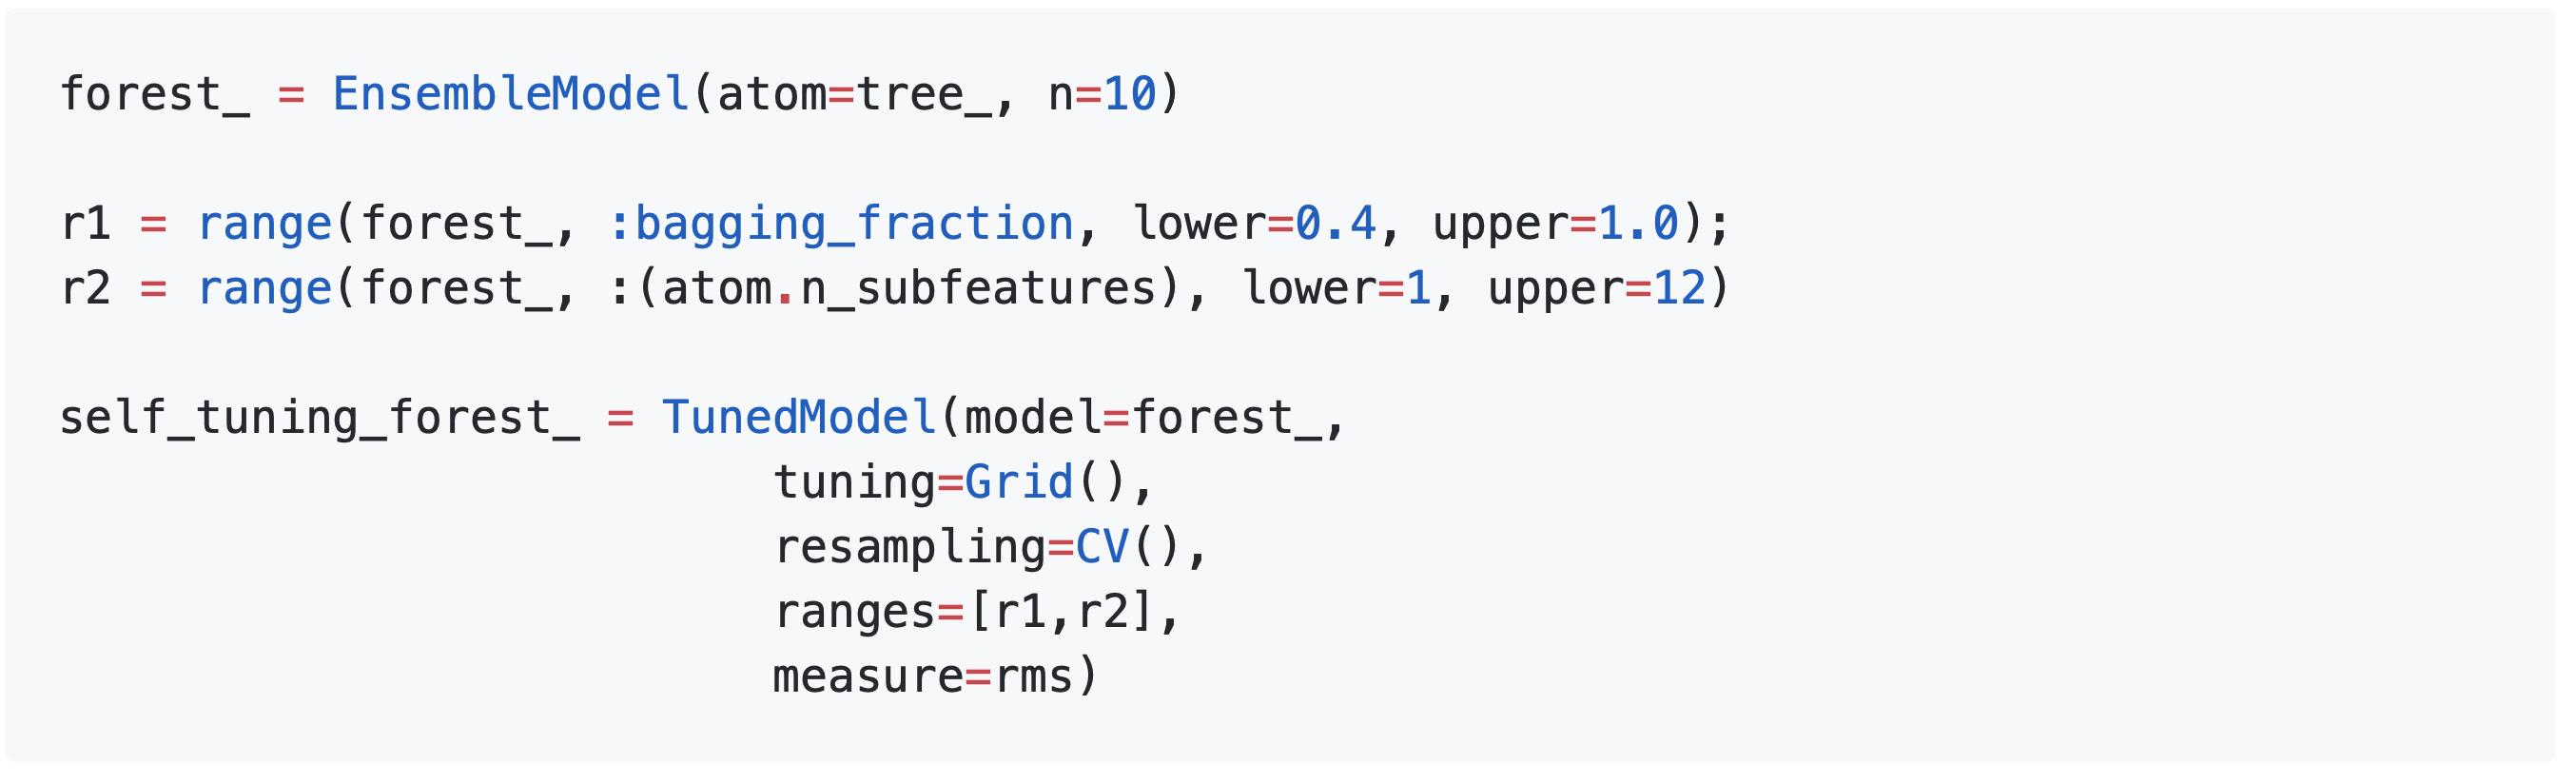 forest_ = EnsembleModel(atom=tree_, n=10)
r1 = range(forest_, :bagging_fraction, lower=0.4, upper=1.0);
r2 = range(forest_, :(atom.n_subfeatures), lower=1, upper=12)
self_tuning_forest_ = TunedModel(model=forest_,
                          tuning=Grid(),
                          resampling=CV(),
                          ranges=[r1,r2],
                          measure=rms)